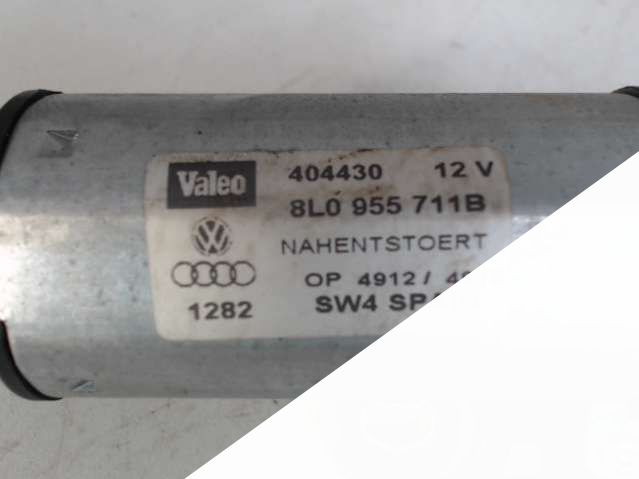 Valeo 404430 12 V
8L0 955 711B
NAHENTSTOERT
OP 4912 /
1282 SW4